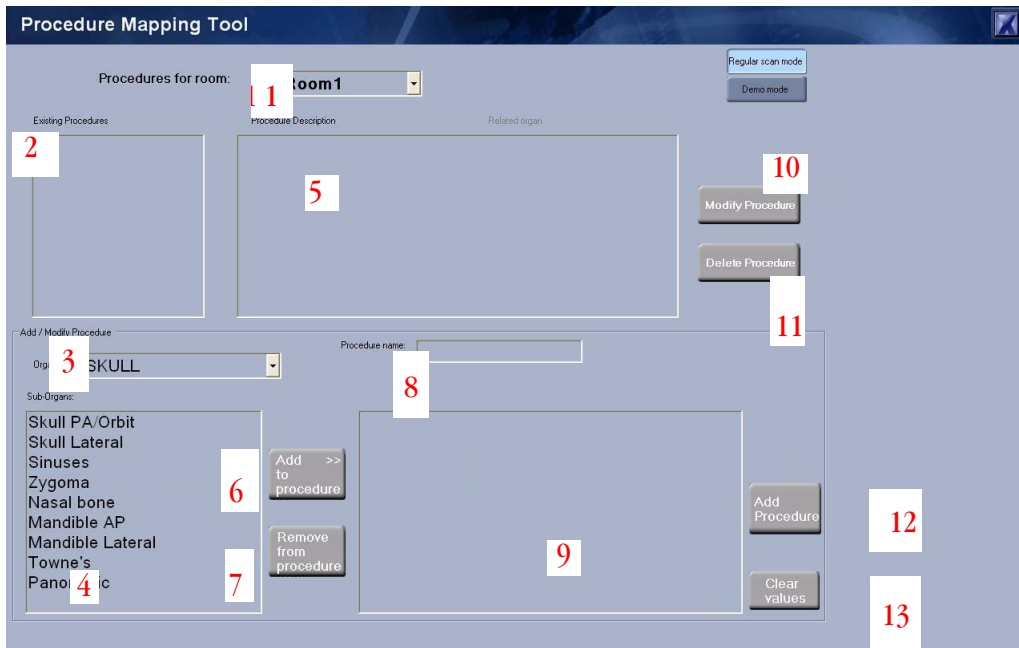 Procedure Mapping Tool
X
Procedures for room:
1 1
oom1
Regular scan mode
Demo mode
Existing Procedures
Procedure Description
Related organ
2
5
10
Modify Procedure
Delete Procedure
11
Add / Modify Procedure
Procedure name:
3
SKULL
8
Sub-Organs:
Skull PA/Orbit
Skull Lateral
Sinuses
Zygoma
Nasal bone
Mandible AP
Mandible Lateral
Towne's
4
6
Add >>
to
procedure
7
Remove
from
procedure
9
Add
Procedure
12
Clear
values
13